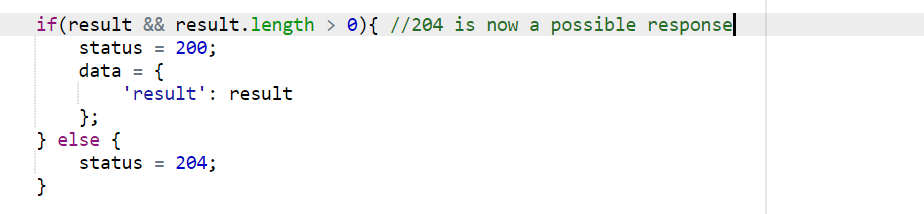 if(result && result.length > 0){ //204 is now a possible response
    status = 200;
    data = {
        'result': result
    };
} else {
    status = 204;
}